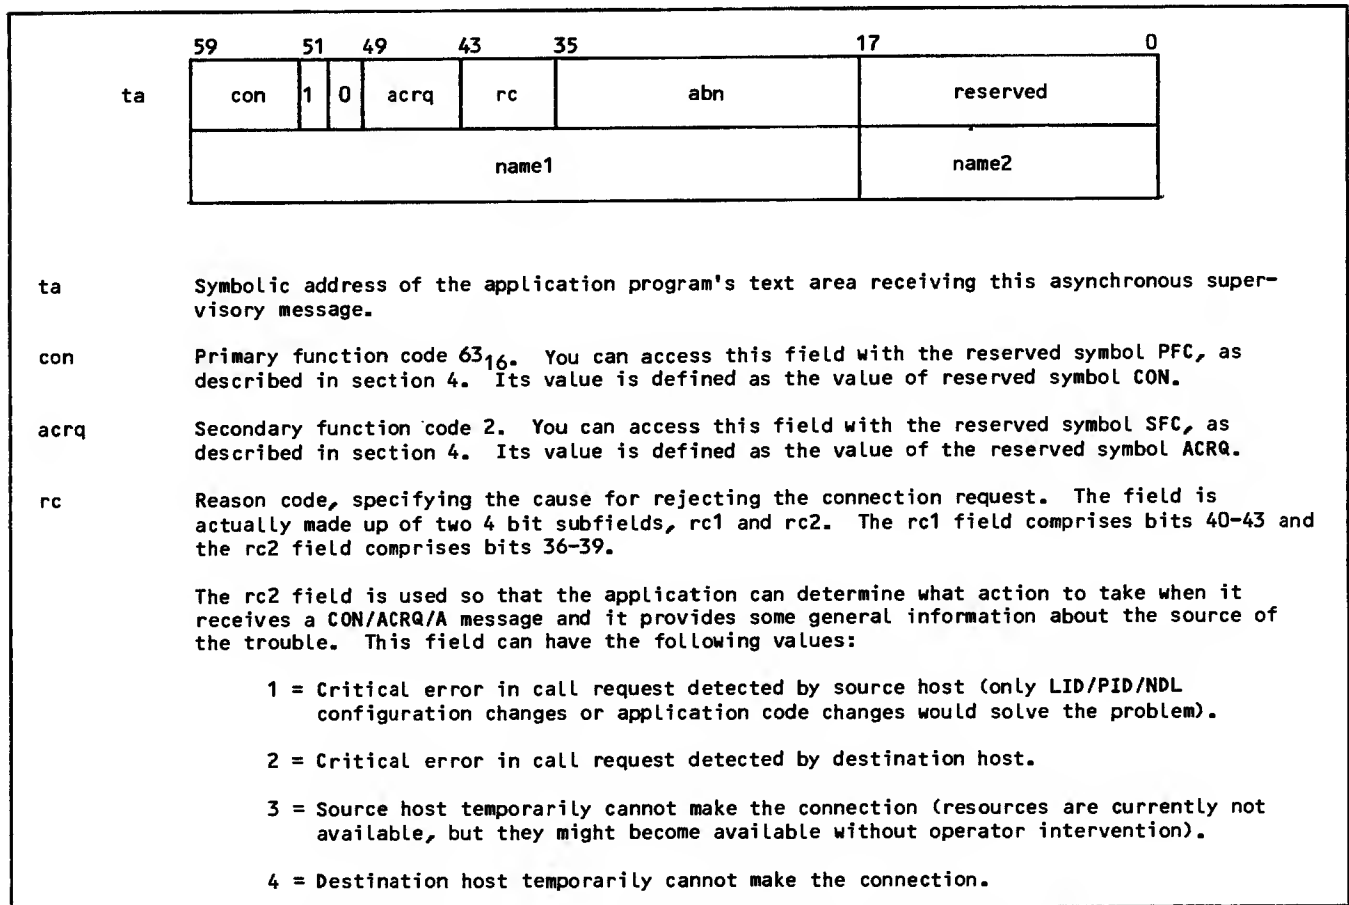 59 51 49 43 35 17 0
ta con 1 0 acrq rc abn reserved
name1 name2
ta Symbolic address of the application program's text area receiving this asynchronous super-
visory message.
con Primary function code 63₁₆. You can access this field with the reserved symbol PFC, as
described in section 4. Its value is defined as the value of reserved symbol CON.
acrq Secondary function code 2. You can access this field with the reserved symbol SFC, as
described in section 4. Its value is defined as the value of the reserved symbol ACRQ.
rc Reason code, specifying the cause for rejecting the connection request. The field is
actually made up of two 4 bit subfields, rc1 and rc2. The rc1 field comprises bits 40-43 and
the rc2 field comprises bits 36-39.
The rc2 field is used so that the application can determine what action to take when it
receives a CON/ACRQ/A message and it provides some general information about the source of
the trouble. This field can have the following values:
1 = Critical error in call request detected by source host (only LID/PID/NDL
configuration changes or application code changes would solve the problem).
2 = Critical error in call request detected by destination host.
3 = Source host temporarily cannot make the connection (resources are currently not
available, but they might become available without operator intervention).
4 = Destination host temporarily cannot make the connection.